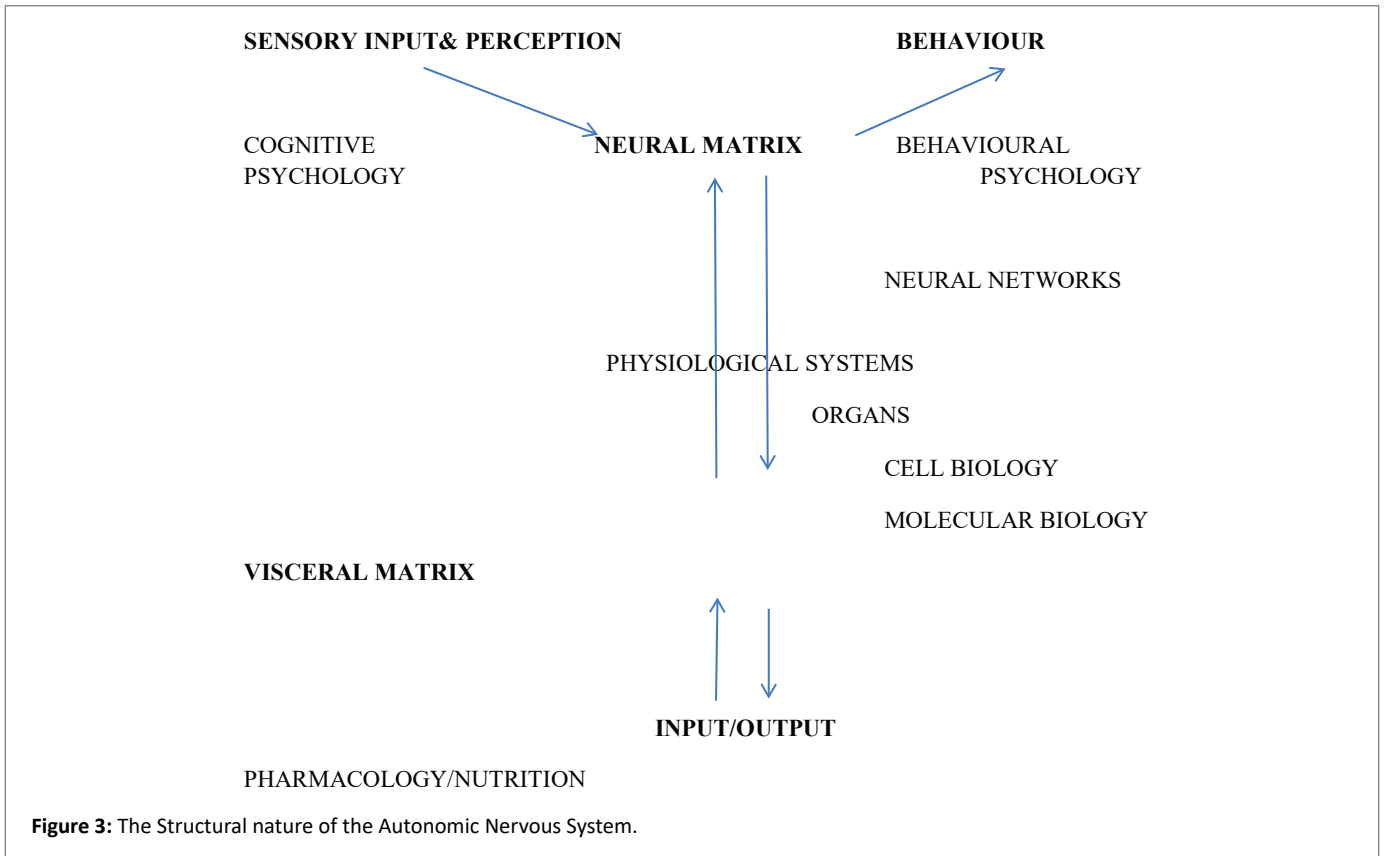 SENSORY INPUT& PERCEPTION
BEHAVIOUR
COGNITIVE
PSYCHOLOGY
NEURAL MATRIX
BEHAVIOURAL
PSYCHOLOGY
NEURAL NETWORKS
PHYSIOLOGICAL SYSTEMS
ORGANS
CELL BIOLOGY
MOLECULAR BIOLOGY
VISCERAL MATRIX
INPUT/OUTPUT
PHARMACOLOGY/NUTRITION
Figure 3: The Structural nature of the Autonomic Nervous System.